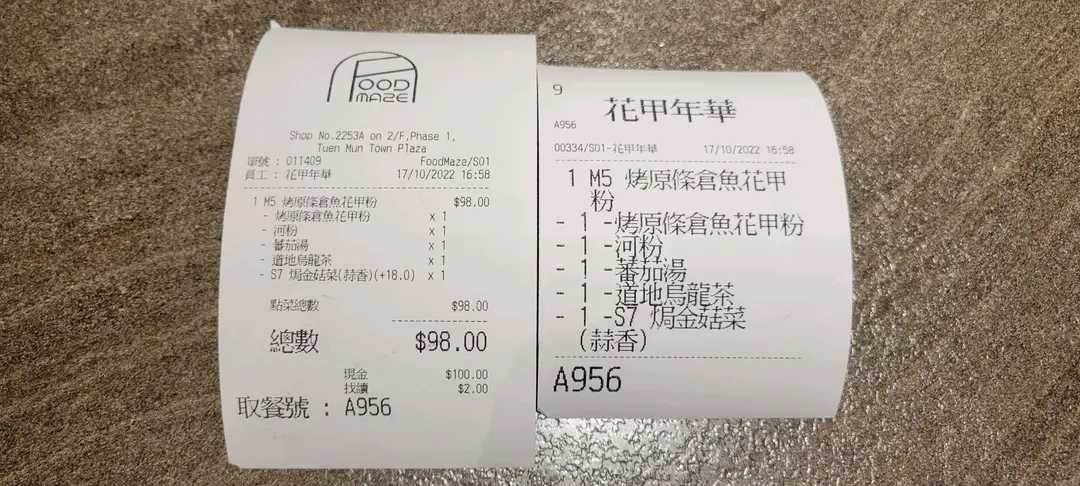 FOOD
MAZE
Shop No.2253A on 2/F,Phase 1,
Tuen Mun Town Plaza
單號 : 011409 FoodMaze/S01
員工 : 花甲年華 17/10/2022 16:58
1 M5 烤原條倉魚花甲粉 $98.00
- 烤原條倉魚花甲粉 x 1
- 河粉 x 1
- 蕃茄湯 x 1
- 道地烏龍茶 x 1
- S7 焗金菇菜(蒜香)(+18.0) x 1
點菜總數 $98.00
總數 $98.00
現金 $100.00
找續 $2.00
取餐號 : A956
9
花甲年華
A956
00334/S01-花甲年華 17/10/2022 16:58
1 M5 烤原條倉魚花甲
粉
- 1 -烤原條倉魚花甲粉
- 1 -河粉
- 1 -蕃茄湯
- 1 -道地烏龍茶
- 1 -S7 焗金菇菜
(蒜香)
A956